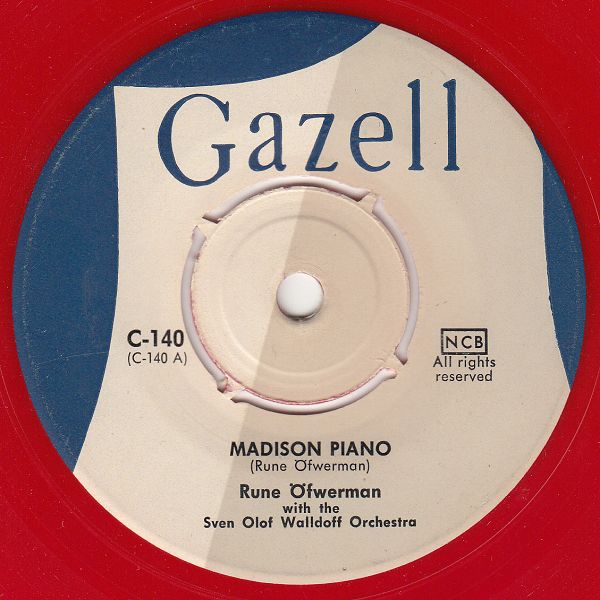 Gazell
C-140
(C-140 A)
NCB
All rights
reserved
MADISON PIANO
(Rune Öfwerman)
Rune Öfwerman
with the
Sven Olof Walldoff Orchestra